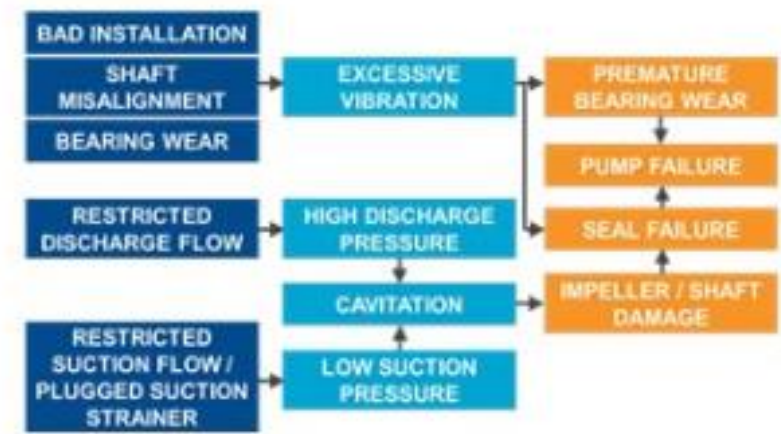 BAD INSTALLATION
SHAFT
MISALIGNMENT
BEARING WEAR
EXCESSIVE
VIBRATION
PREMATURE
BEARING WEAR
PUMP FAILURE
RESTRICTED
DISCHARGE FLOW
HIGH DISCHARGE
PRESSURE
SEAL FAILURE
CAVITATION
IMPELLER / SHAFT
DAMAGE
RESTRICTED
SUCTION FLOW /
PLUGGED SUCTION
STRAINER
LOW SUCTION
PRESSURE